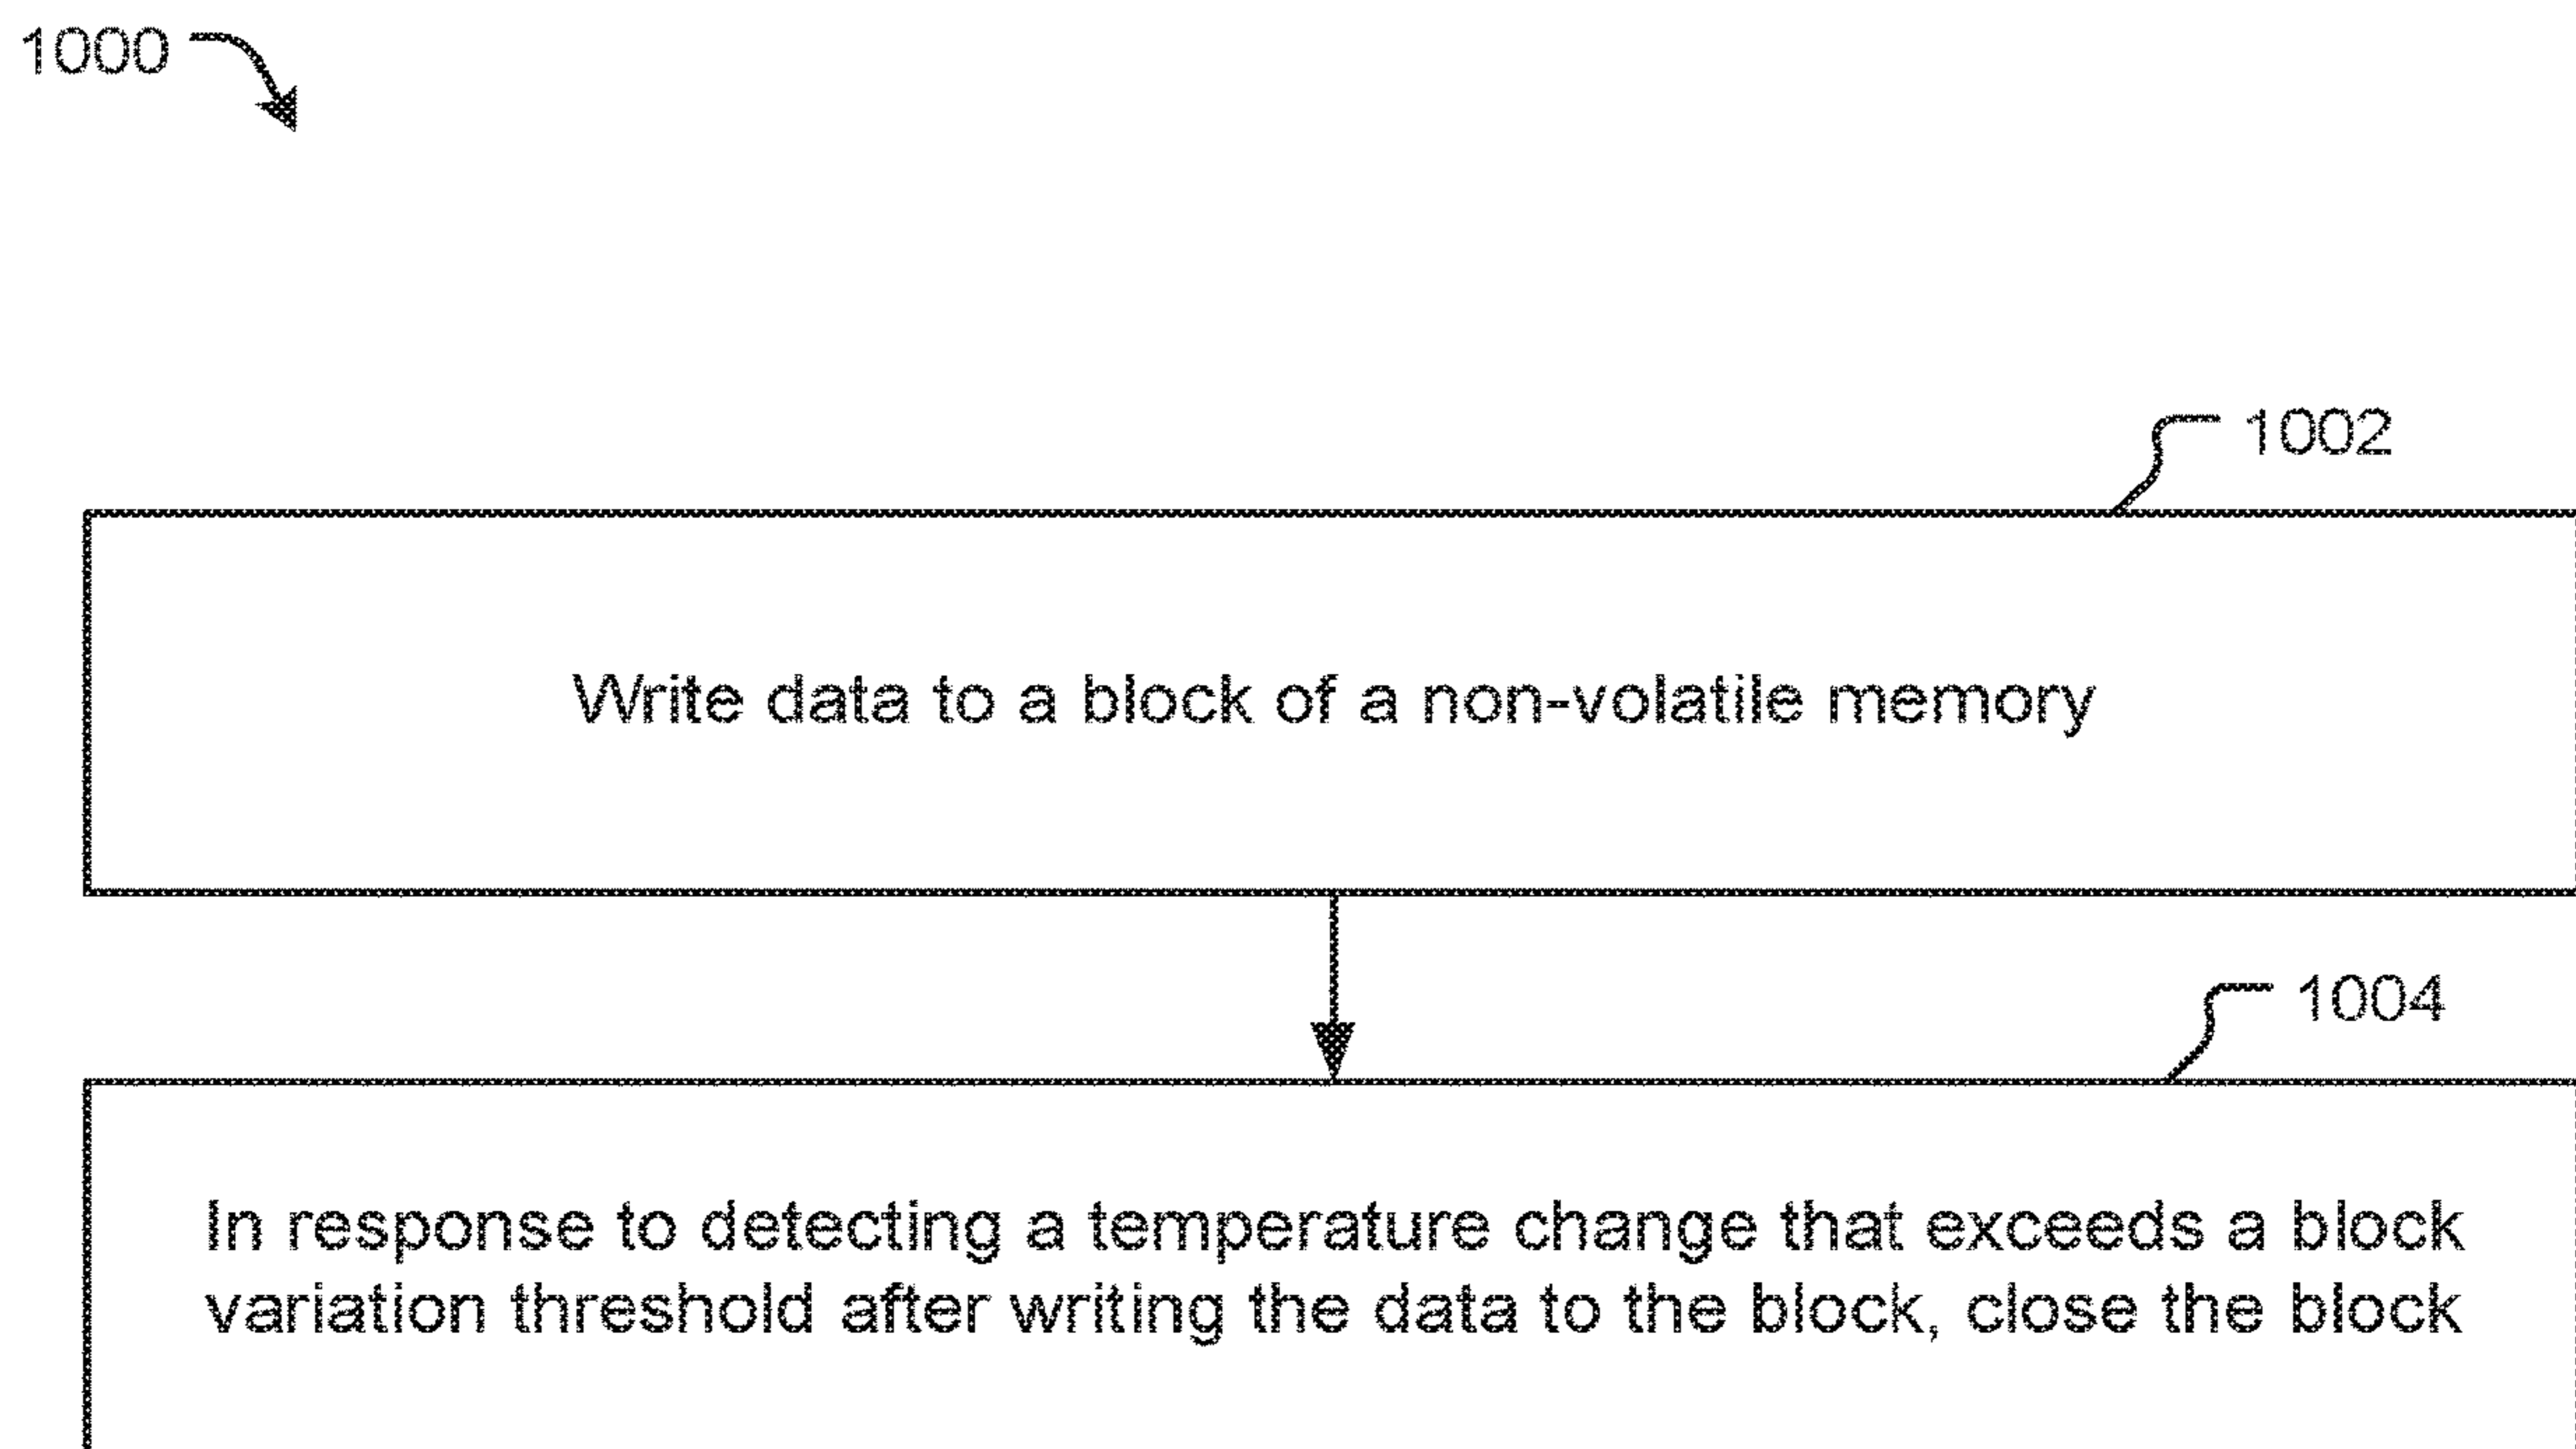 1000
1002
Write data to a block of a non-volatile memory
1004
In response to detecting a temperature change that exceeds a block
variation threshold after writing the data to the block, close the block